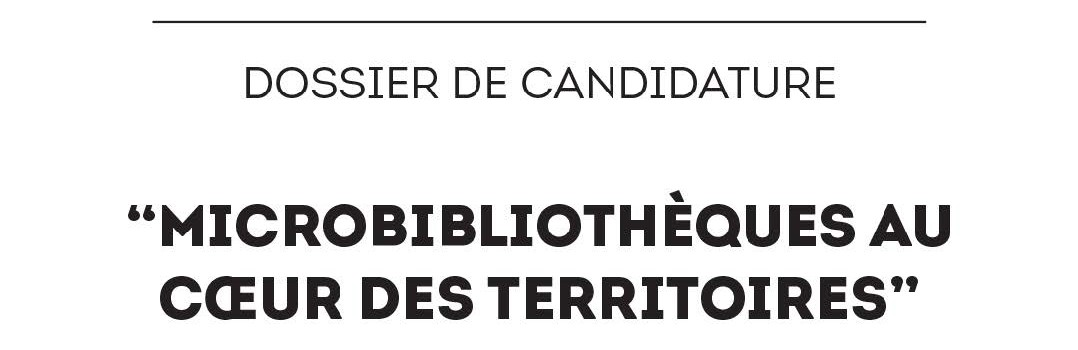 DOSSIER DE CANDIDATURE
“MICROBIBLIOTHÈQUES AU
CŒUR DES TERRITOIRES”